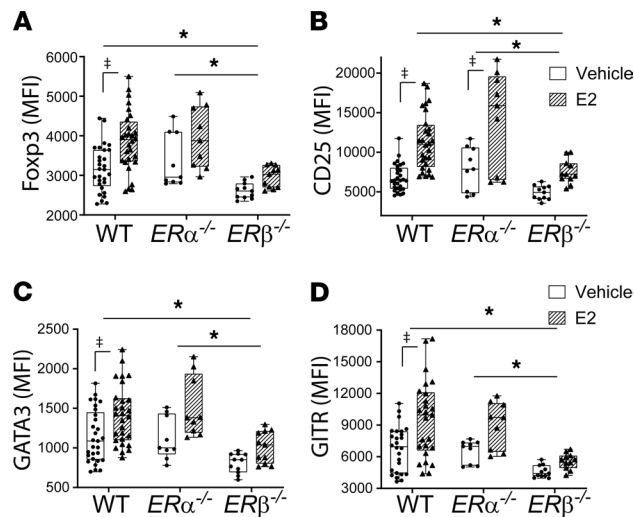 A
*
‡
*
Foxp3 (MFI)
6000
5000
4000
3000
2000
WT
ERα-/-
ERβ-/-
B
*
‡
‡
*
Vehicle
E2
CD25 (MFI)
20000
15000
10000
5000
WT
ERα-/-
ERβ-/-
C
*
‡
*
GATA3 (MFI)
2500
2000
1500
1000
500
WT
ERα-/-
ERβ-/-
D
Vehicle
E2
*
‡
*
GITR (MFI)
18000
15000
12000
9000
6000
3000
WT
ERα-/-
ERβ-/-